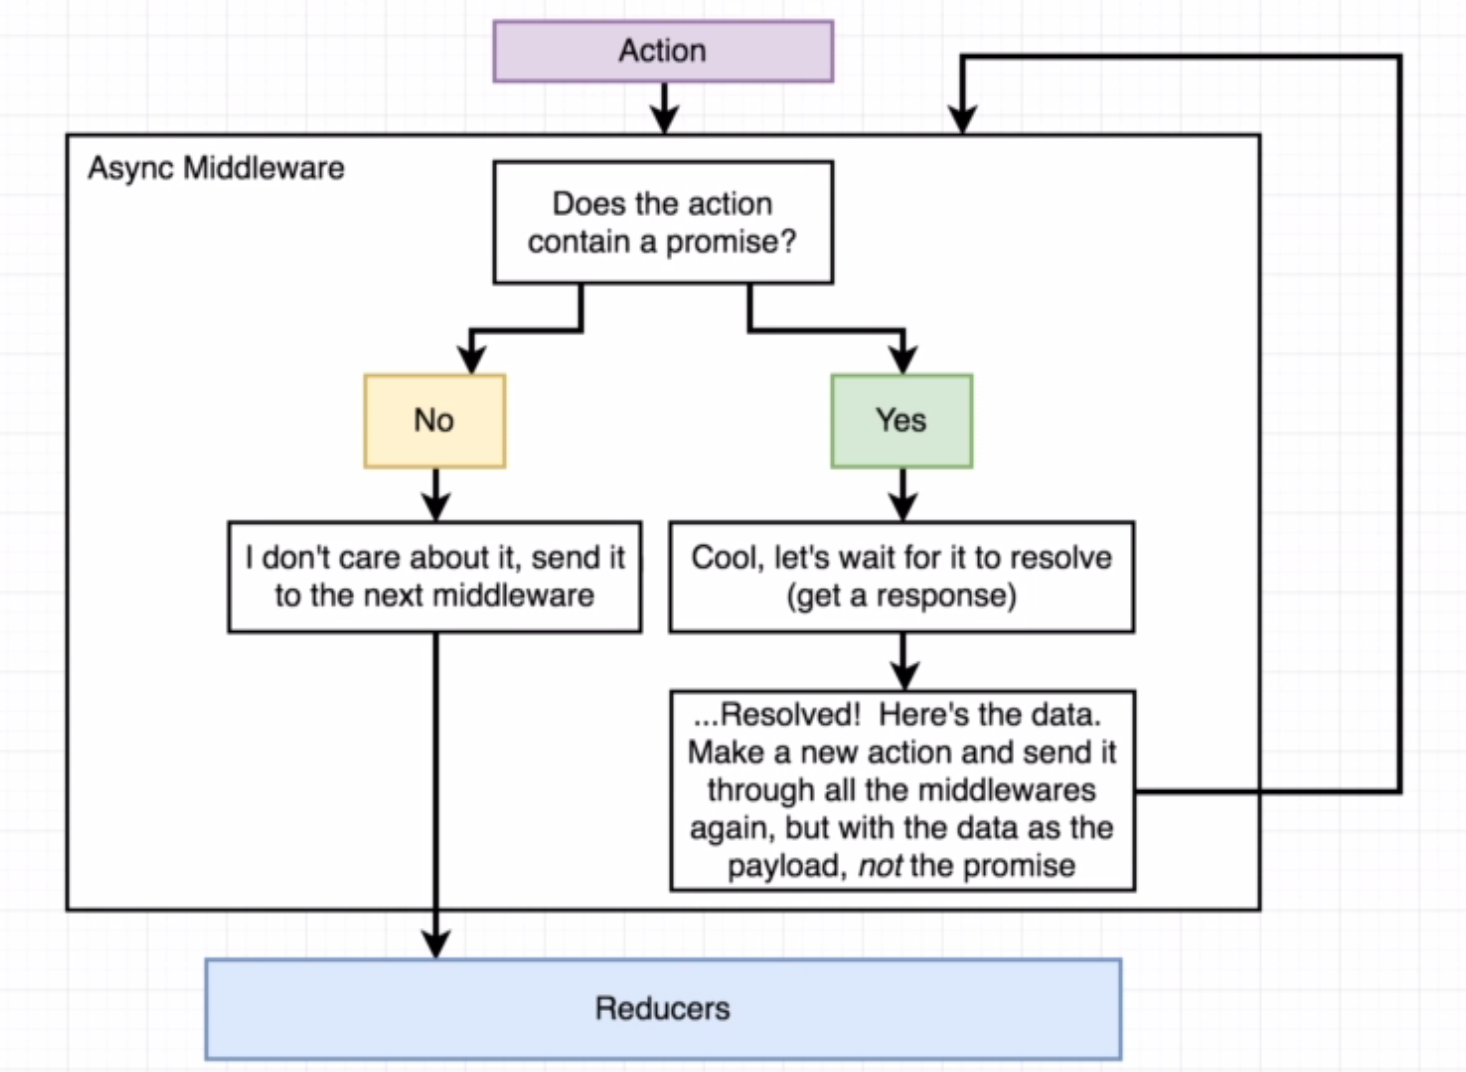 Action
Async Middleware
Does the action
contain a promise?
No
Yes
I don't care about it, send it
to the next middleware
Cool, let's wait for it to resolve
(get a response)
...Resolved!  Here's the data.
Make a new action and send it
through all the middlewares
again, but with the data as the
payload, not the promise
Reducers